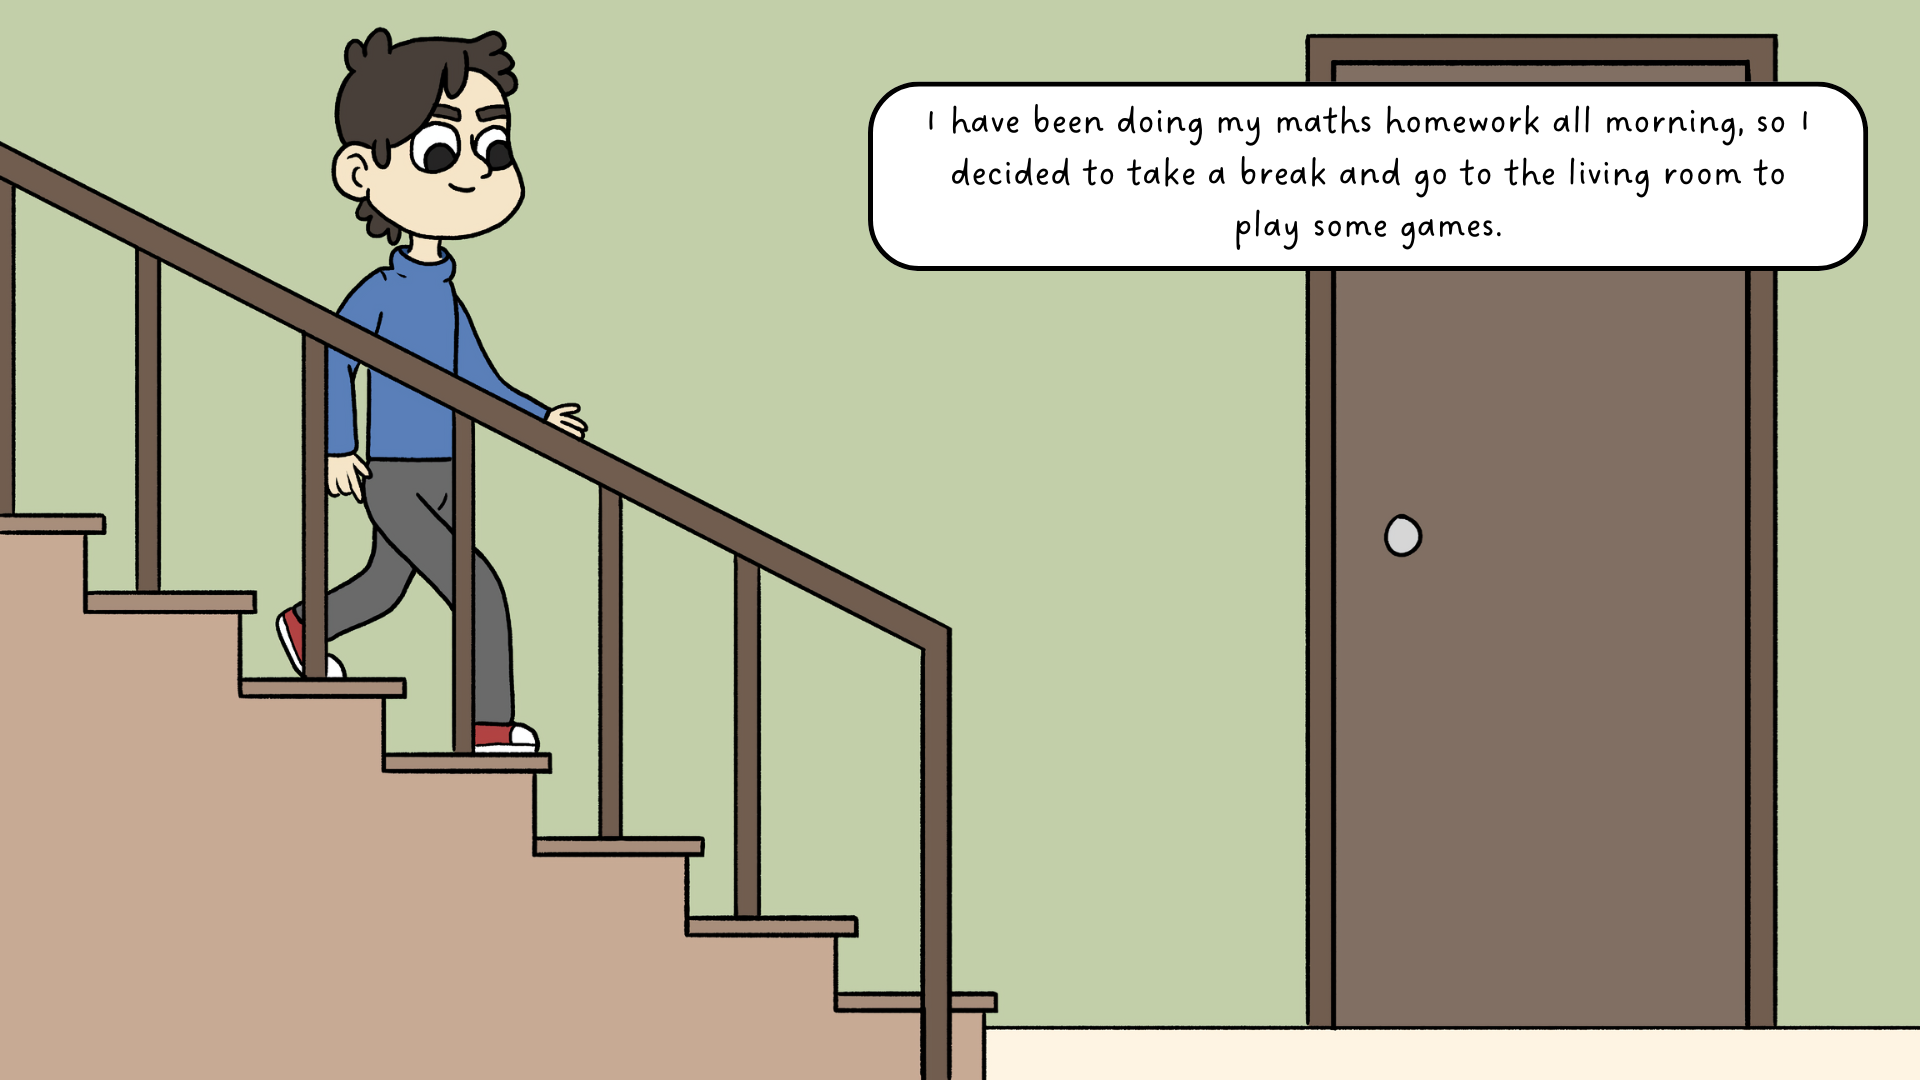 I have been doing my maths homework all morning, so I
decided to take a break and go to the living room to
play some games.